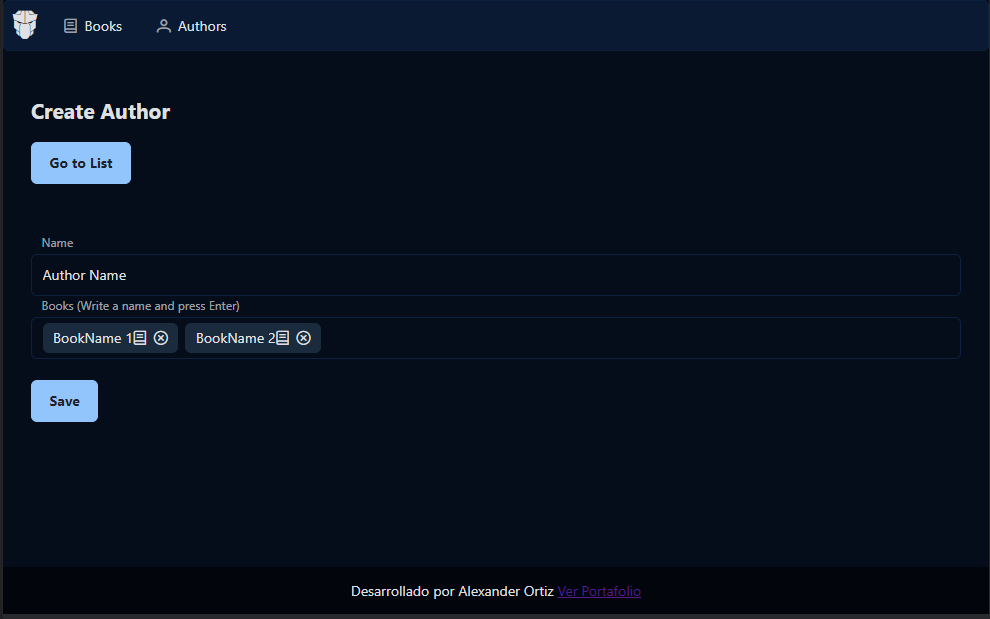 Books Authors
Create Author
Go to List
Name
Author Name
Books (Write a name and press Enter)
BookName 1 BookName 2
Save
Desarrollado por Alexander Ortiz Ver Portafolio